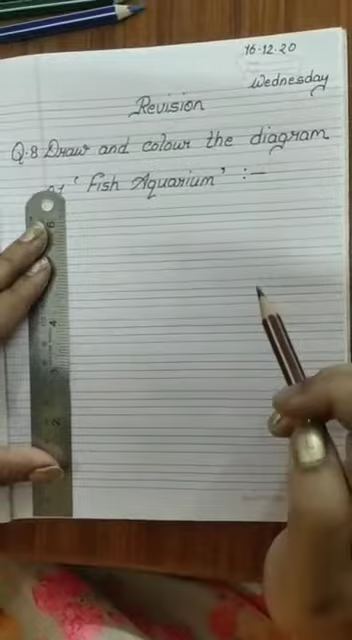 16.12.20
Wednesday
Revision
Q.8 Draw and colour the diagram
of 'Fish Aquarium' :-